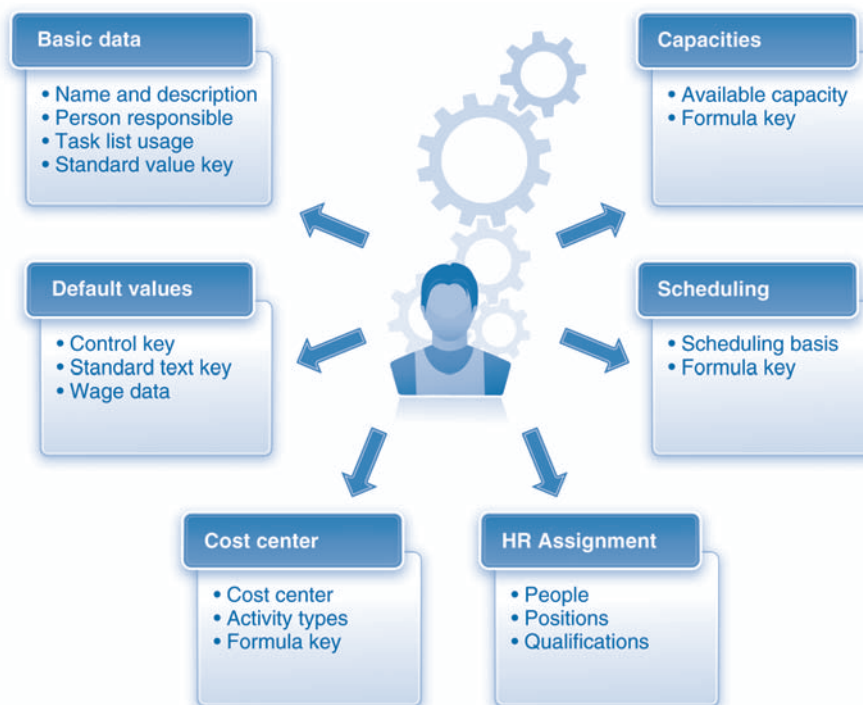 Basic data
• Name and description
• Person responsible
• Task list usage
• Standard value key
Capacities
• Available capacity
• Formula key
Default values
• Control key
• Standard text key
• Wage data
Scheduling
• Scheduling basis
• Formula key
Cost center
• Cost center
• Activity types
• Formula key
HR Assignment
• People
• Positions
• Qualifications